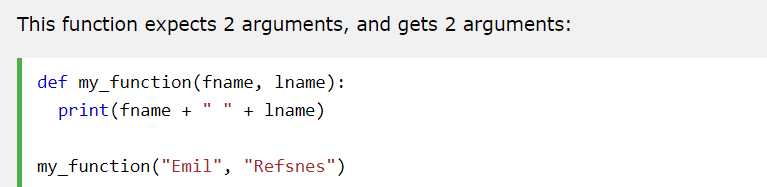 This function expects 2 arguments, and gets 2 arguments:
def my_function(fname, lname):
  print(fname + " " + lname)
my_function("Emil", "Refsnes")